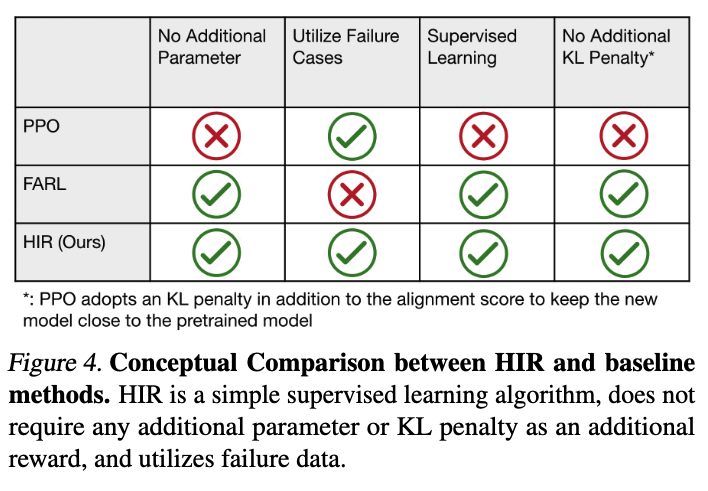 No Additional Parameter
Utilize Failure Cases
Supervised Learning
No Additional KL Penalty*
PPO
FARL
HIR (Ours)
*: PPO adopts an KL penalty in addition to the alignment score to keep the new
model close to the pretrained model
Figure 4. Conceptual Comparison between HIR and baseline
methods. HIR is a simple supervised learning algorithm, does not
require any additional parameter or KL penalty as an additional
reward, and utilizes failure data.